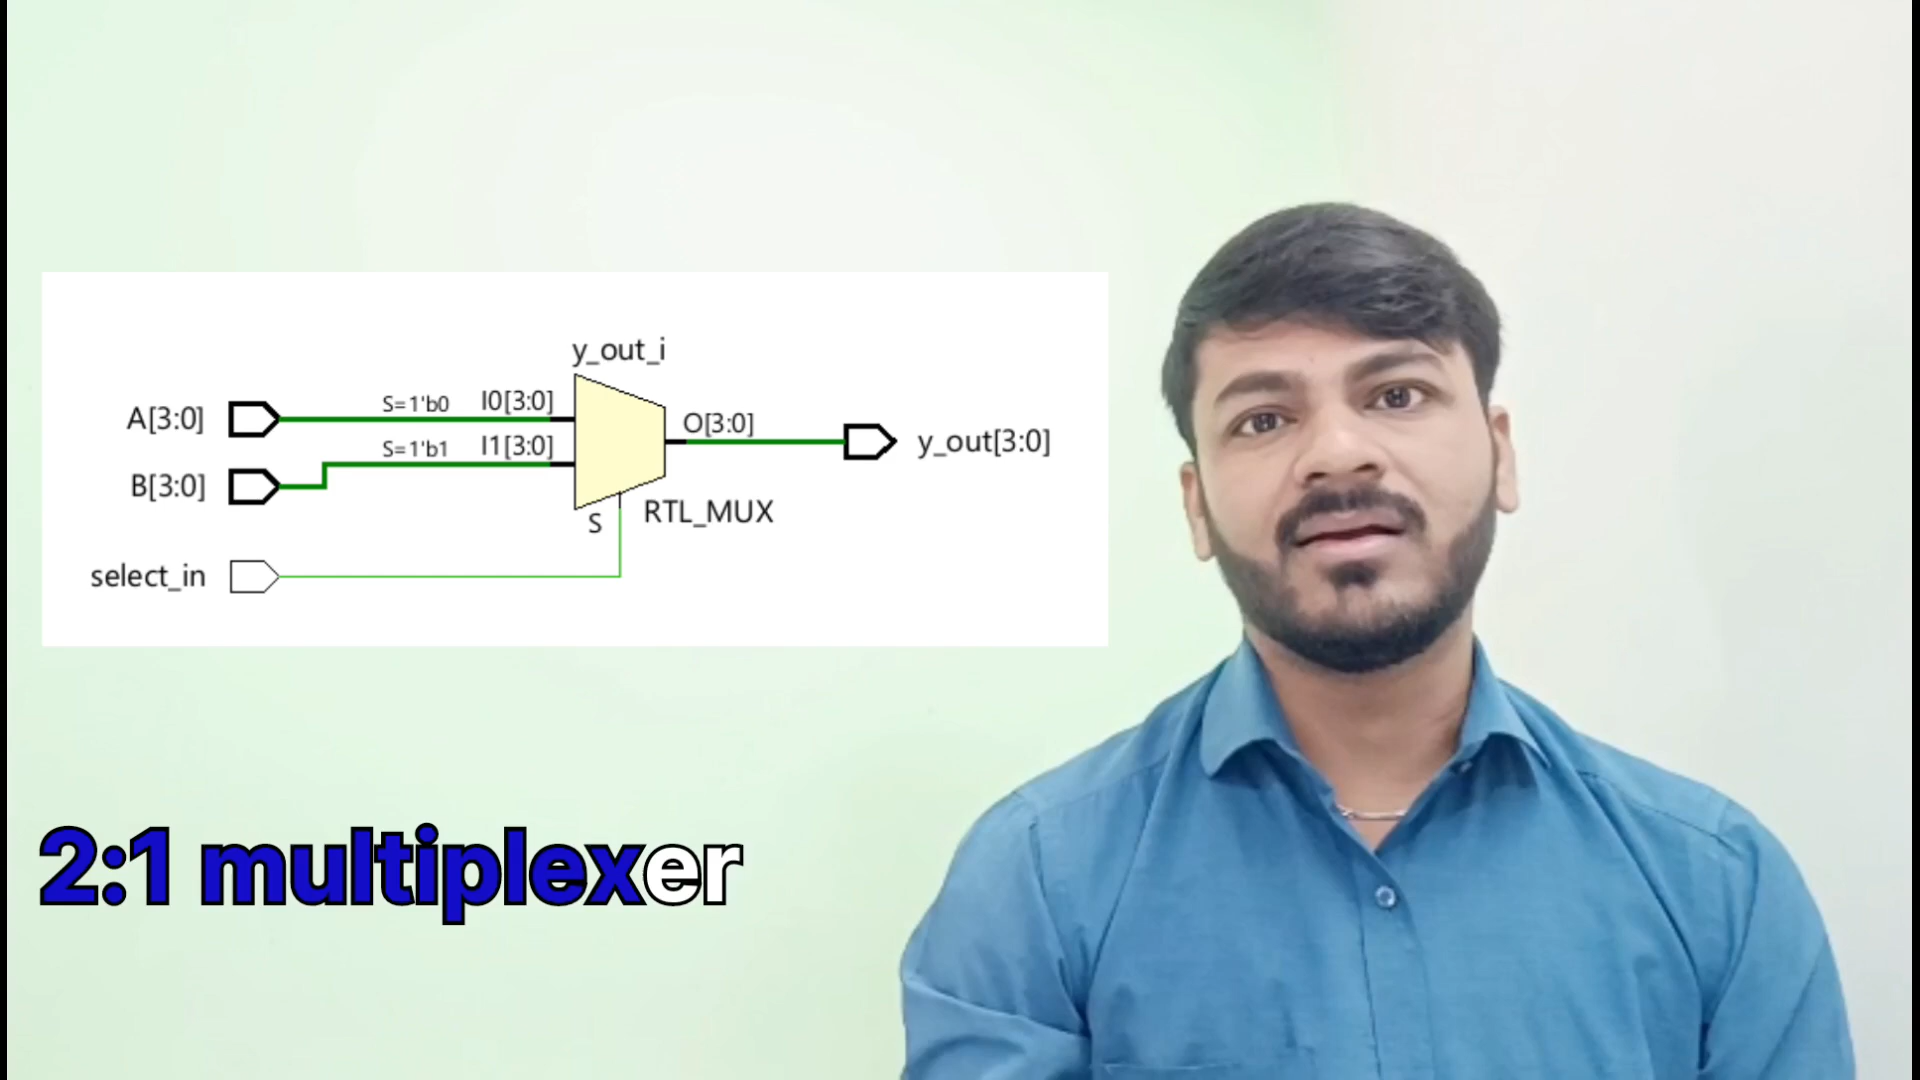 y_out_i
A[3:0]
S=1'b0
I0[3:0]
O[3:0]
y_out[3:0]
S=1'b1
I1[3:0]
B[3:0]
S
RTL_MUX
select_in
2:1 multiplexer